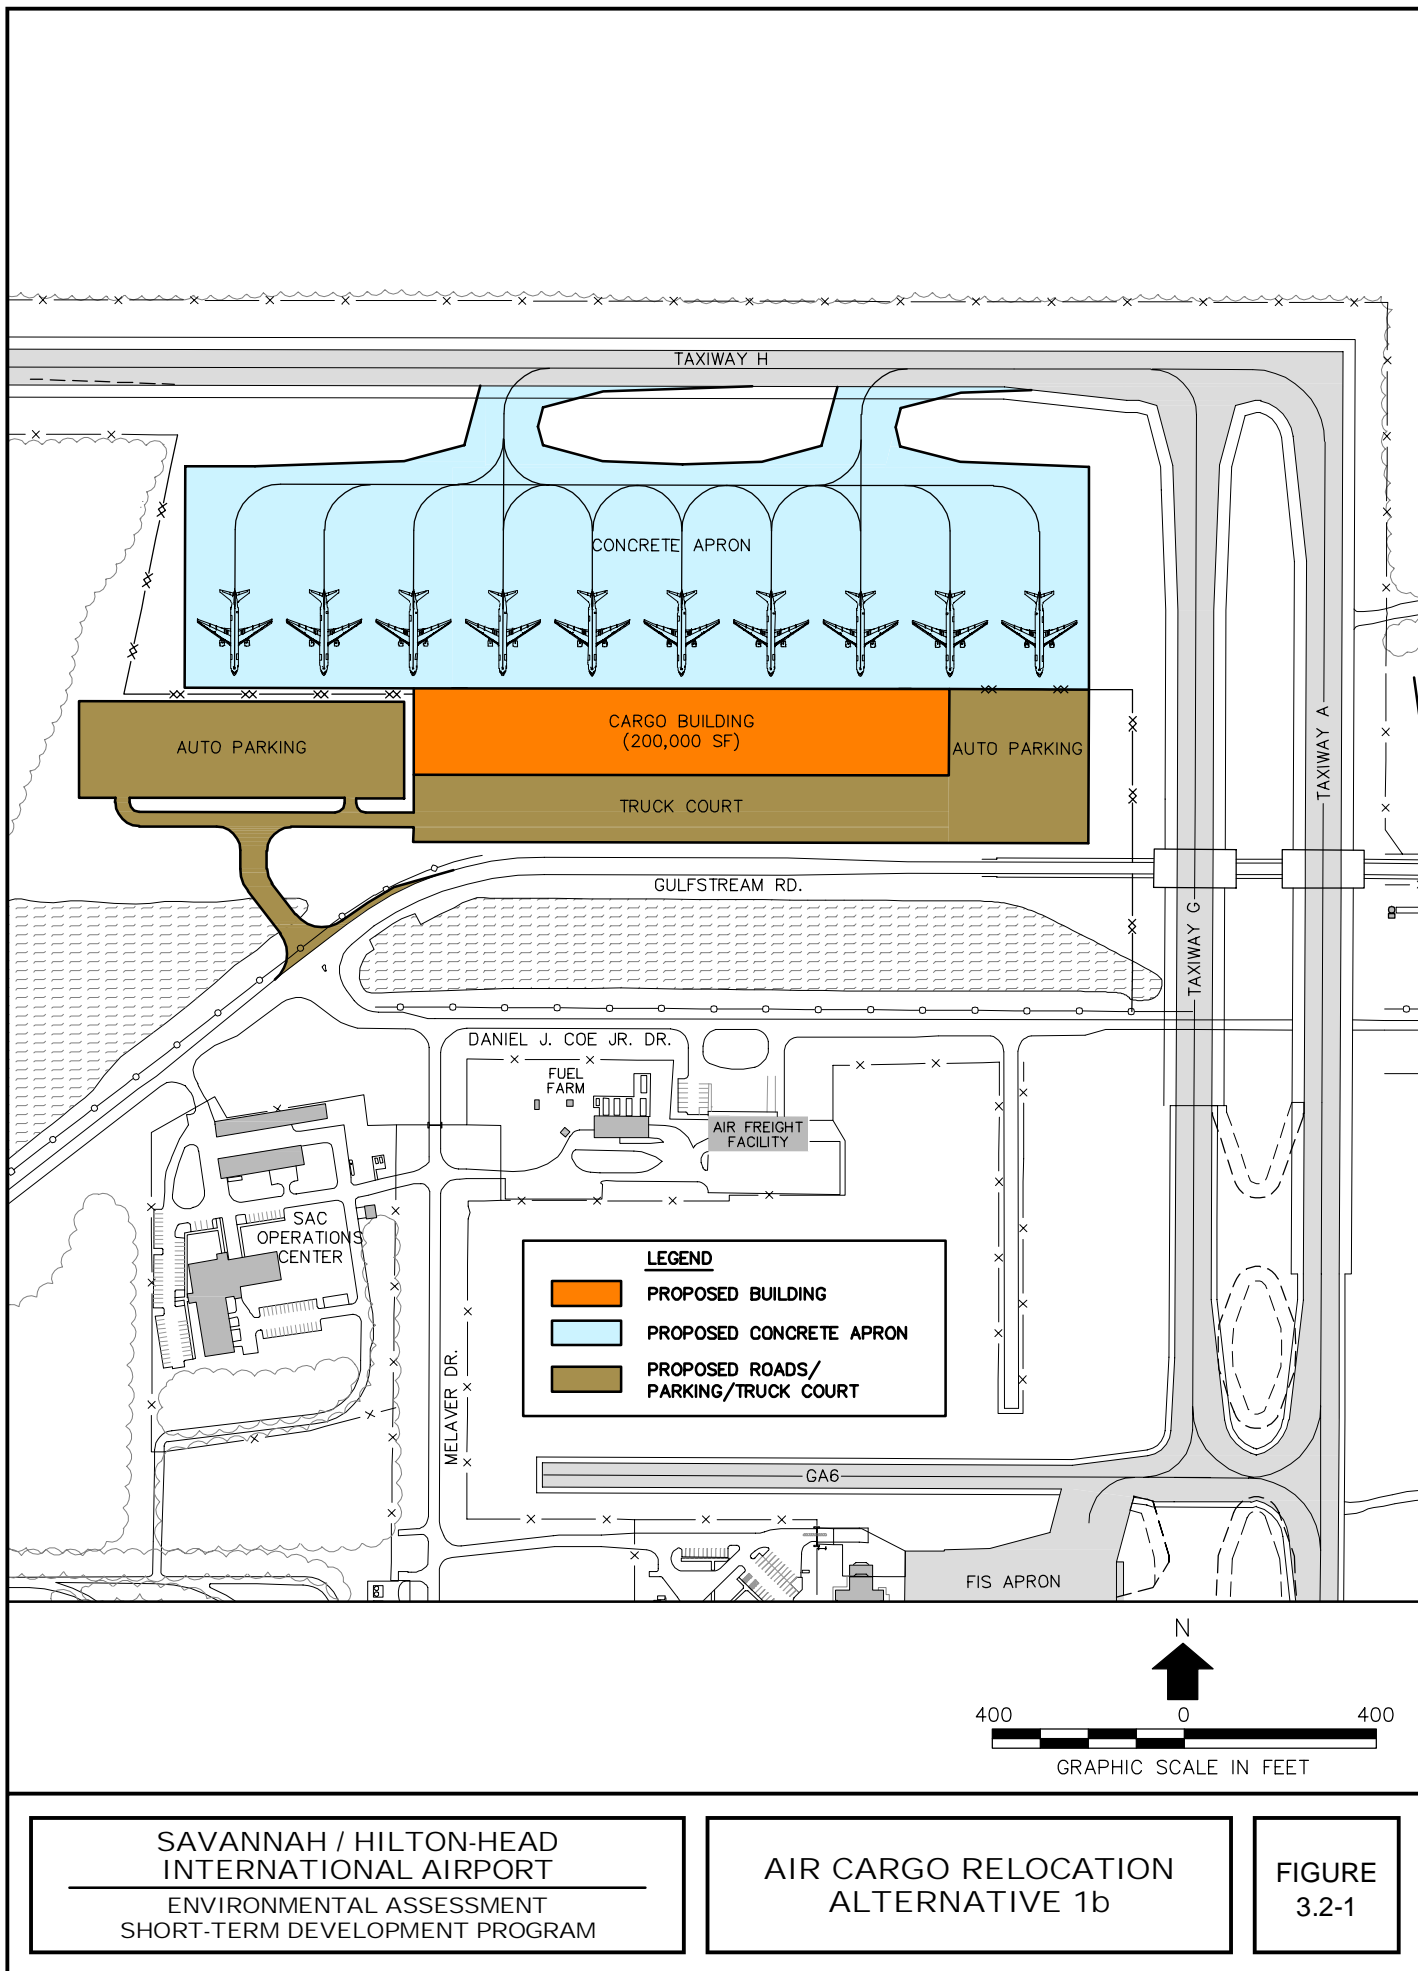 TAXIWAY H
CONCRETE APRON
CARGO BUILDING
(200,000 SF)
AUTO PARKING
AUTO PARKING
TRUCK COURT
TAXIWAY A
GULFSTREAM RD.
TAXIWAY G
DANIEL J. COE JR. DR.
FUEL
FARM
AIR FREIGHT
FACILITY
SAC
OPERATIONS
CENTER
LEGEND
PROPOSED BUILDING
PROPOSED CONCRETE APRON
PROPOSED ROADS/
PARKING/TRUCK COURT
MELAVER DR.
GA6
FIS APRON
N
400 0 400
GRAPHIC SCALE IN FEET
SAVANNAH / HILTON-HEAD
INTERNATIONAL AIRPORT
ENVIRONMENTAL ASSESSMENT
SHORT-TERM DEVELOPMENT PROGRAM
AIR CARGO RELOCATION
ALTERNATIVE 1b
FIGURE
3.2-1